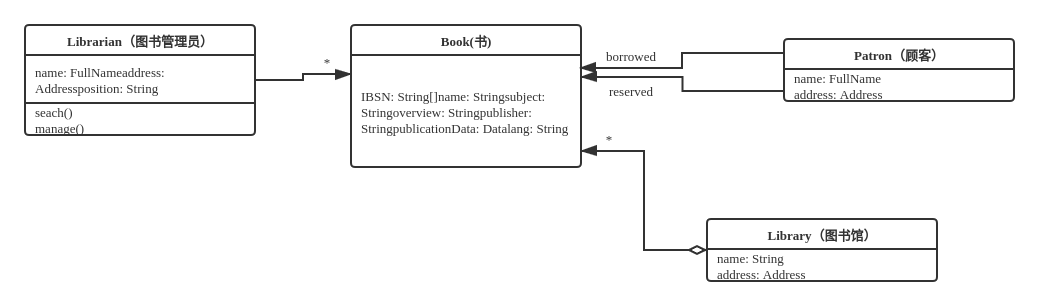 Librarian（图书管理员）
name: FullNameaddress:
Addressposition: String
seach()
manage()
*
Book(书)
IBSN: String[]name: Stringsubject:
Stringoverview: Stringpublisher:
StringpublicationData: Datalang: String
borrowed
reserved
*
Patron（顾客）
name: FullName
address: Address
Library（图书馆）
name: String
address: Address